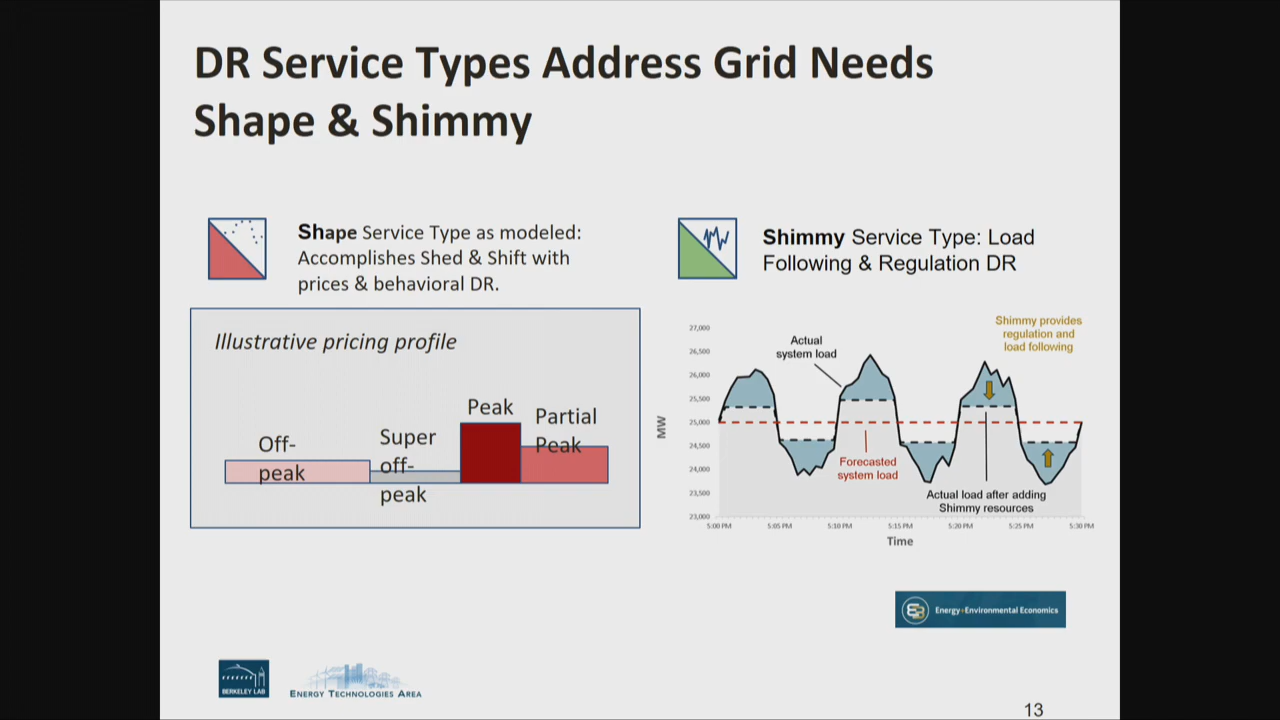 DR Service Types Address Grid Needs
Shape & Shimmy
Shape Service Type as modeled:
Accomplishes Shed & Shift with
prices & behavioral DR.
Illustrative pricing profile
Off-
peak
Super
off-
peak
Peak
Partial
Peak
Shimmy Service Type: Load
Following & Regulation DR
Shimmy provides
regulation and
load following
Actual
system load
Forecasted
system load
Actual load after adding
Shimmy resources
MW
27,000
26,500
26,000
25,500
25,000
24,500
24,000
23,500
23,000
5:00 PM
5:05 PM
5:10 PM
5:15 PM
5:20 PM
5:25 PM
5:30 PM
Time
Energy+Environmental Economics
BERKELEY LAB
ENERGY TECHNOLOGIES AREA
13